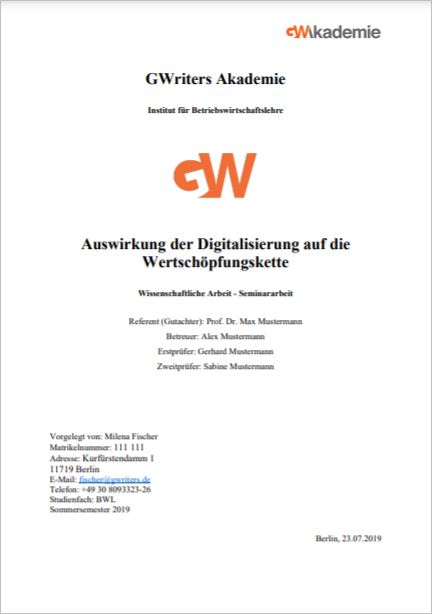 GWAkademie
GWriters Akademie
Institut für Betriebswirtschaftslehre
GW
Auswirkung der Digitalisierung auf die
Wertschöpfungskette
Wissenschaftliche Arbeit - Seminararbeit
Referent (Gutachter): Prof. Dr. Max Mustermann
Betreuer: Alex Mustermann
Erstprüfer: Gerhard Mustermann
Zweitprüfer: Sabine Mustermann
Vorgelegt von: Milena Fischer
Matrikelnummer: 111 111
Adresse: Kurfürstendamm 1
11719 Berlin
E-Mail: fischer@gwriters.de
Telefon: +49 30 8093323-26
Studienfach: BWL
Sommersemester 2019
Berlin, 23.07.2019